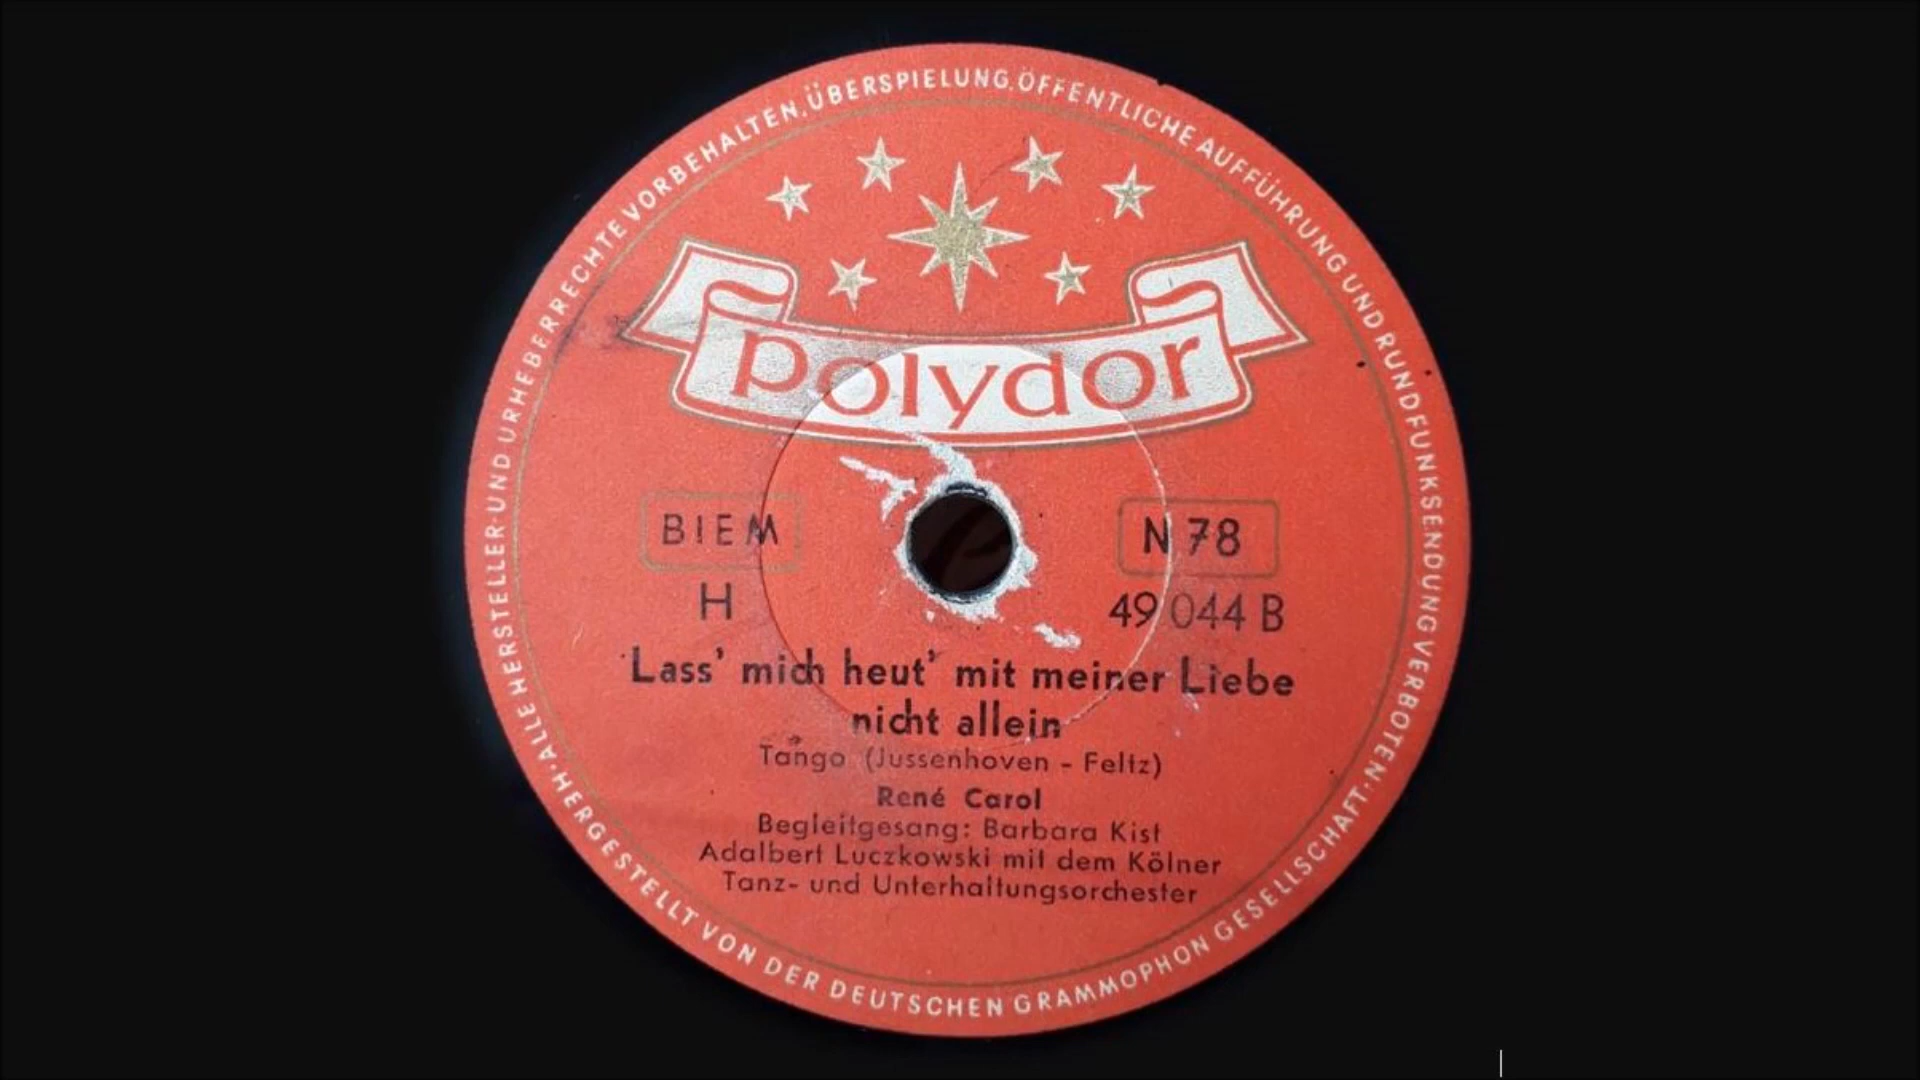 ALLE HERSTELLER- UND URHEBERRECHTE VORBEHALTEN. ÜBERSPIELUNG, ÖFFENTLICHE AUFFÜHRUNG UND RUNDFUNKSENDUNG VERBOTEN.
polydor
BIEM
N 78
H
49 044 B
Lass' mich heut' mit meiner Liebe
nicht allein
Tango (Jussenhoven - Feltz)
René Carol
Begleitgesang: Barbara Kist
Adalbert Luczkowski mit dem Kölner
Tanz- und Unterhaltungsorchester
HERGESTELLT VON DER DEUTSCHEN GRAMMOPHON GESELLSCHAFT